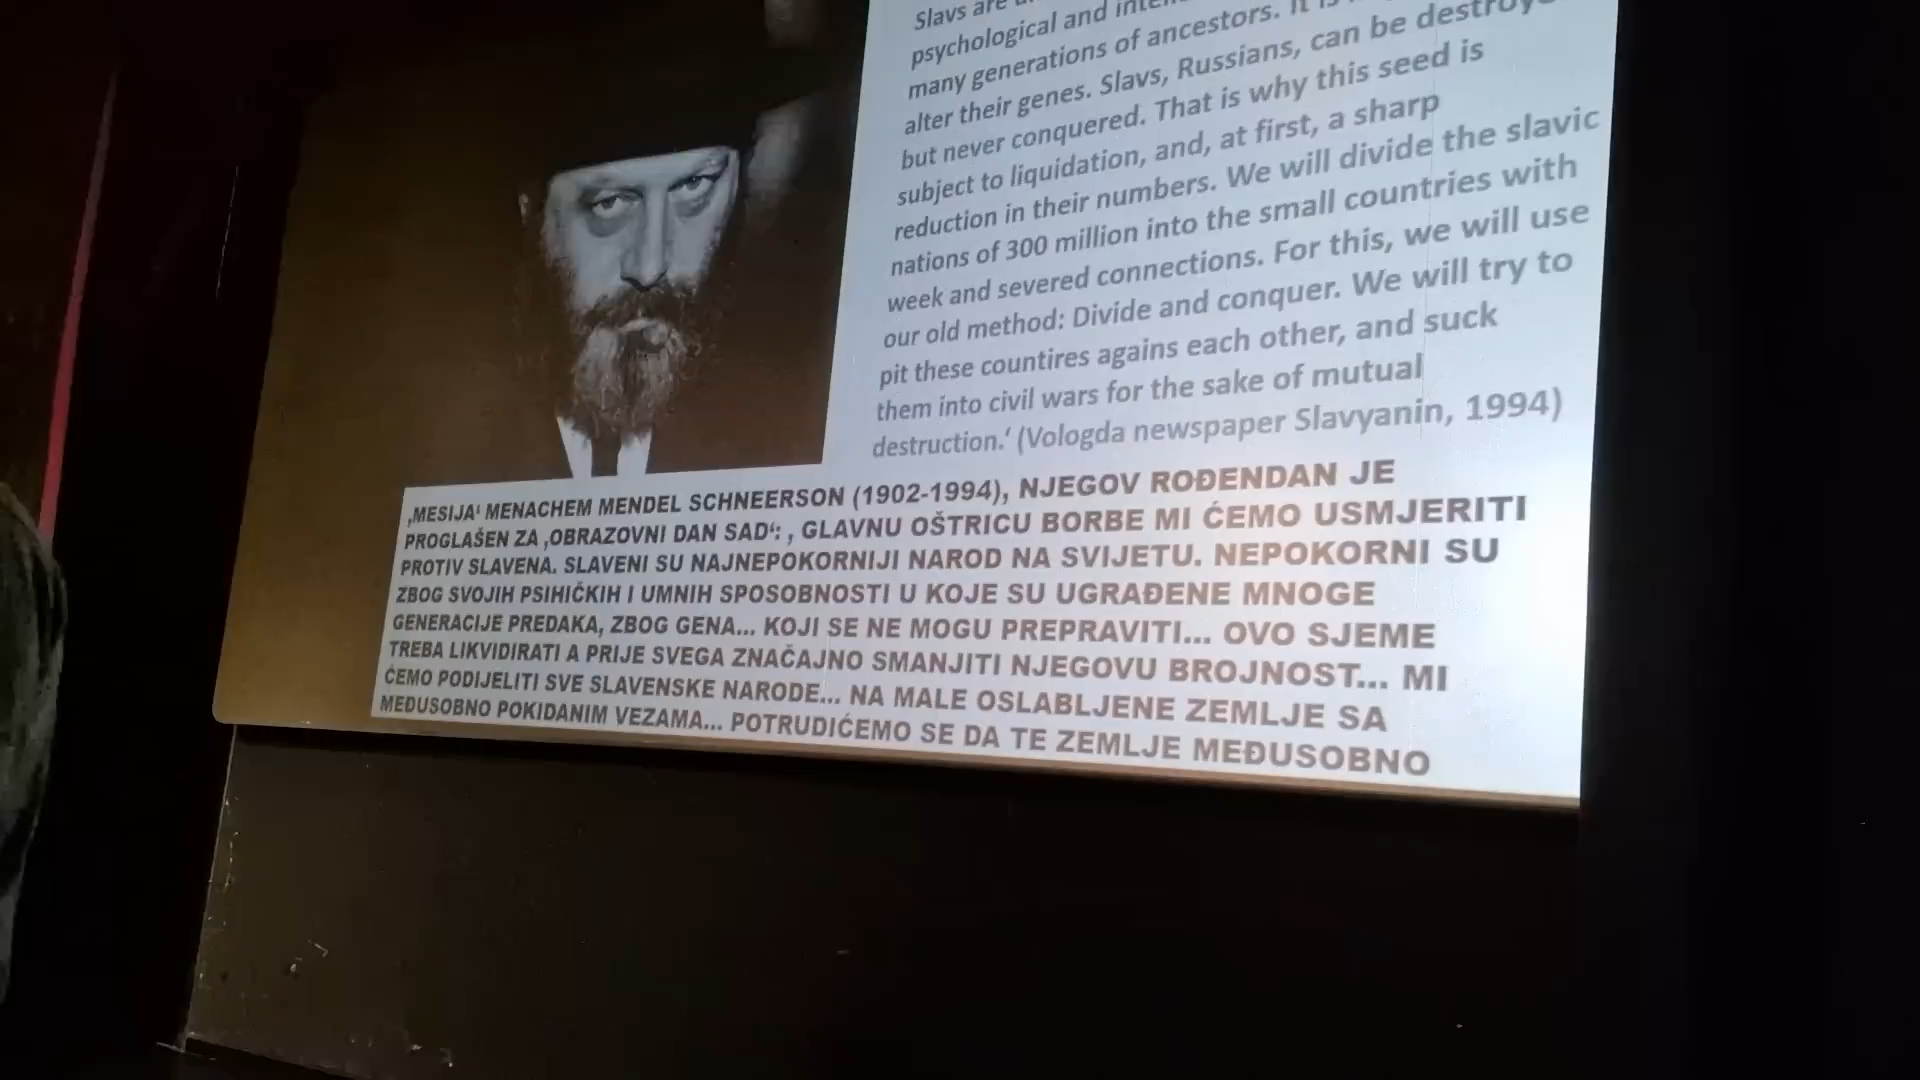 Slavs are
psychological and
many generations of ancestors. It is
alter their genes. Slavs, Russians, can be destroye
but never conquered. That is why this seed is
subject to liquidation, and, at first, a sharp
reduction in their numbers. We will divide the slavic
nations of 300 million into the small countries with
week and severed connections. For this, we will use
our old method: Divide and conquer. We will try to
pit these countires agains each other, and suck
them into civil wars for the sake of mutual
destruction.‘ (Vologda newspaper Slavyanin, 1994)
‚MESIJA‘ MENACHEM MENDEL SCHNEERSON (1902-1994), NJEGOV ROĐENDAN JE
PROGLAŠEN ZA ‚OBRAZOVNI DAN SAD‘: ‚ GLAVNU OŠTRICU BORBE MI ĆEMO USMJERITI
PROTIV SLAVENA. SLAVENI SU NAJNEPOKORNIJI NAROD NA SVIJETU. NEPOKORNI SU
ZBOG SVOJIH PSIHIČKIH I UMNIH SPOSOBNOSTI U KOJE SU UGRAĐENE MNOGE
GENERACIJE PREDAKA, ZBOG GENA... KOJI SE NE MOGU PREPRAVITI... OVO SJEME
TREBA LIKVIDIRATI A PRIJE SVEGA ZNAČAJNO SMANJITI NJEGOVU BROJNOST... MI
ĆEMO PODIJELITI SVE SLAVENSKE NARODE... NA MALE OSLABLJENE ZEMLJE SA
MEĐUSOBNO POKIDANIM VEZAMA... POTRUDIĆEMO SE DA TE ZEMLJE MEĐUSOBNO